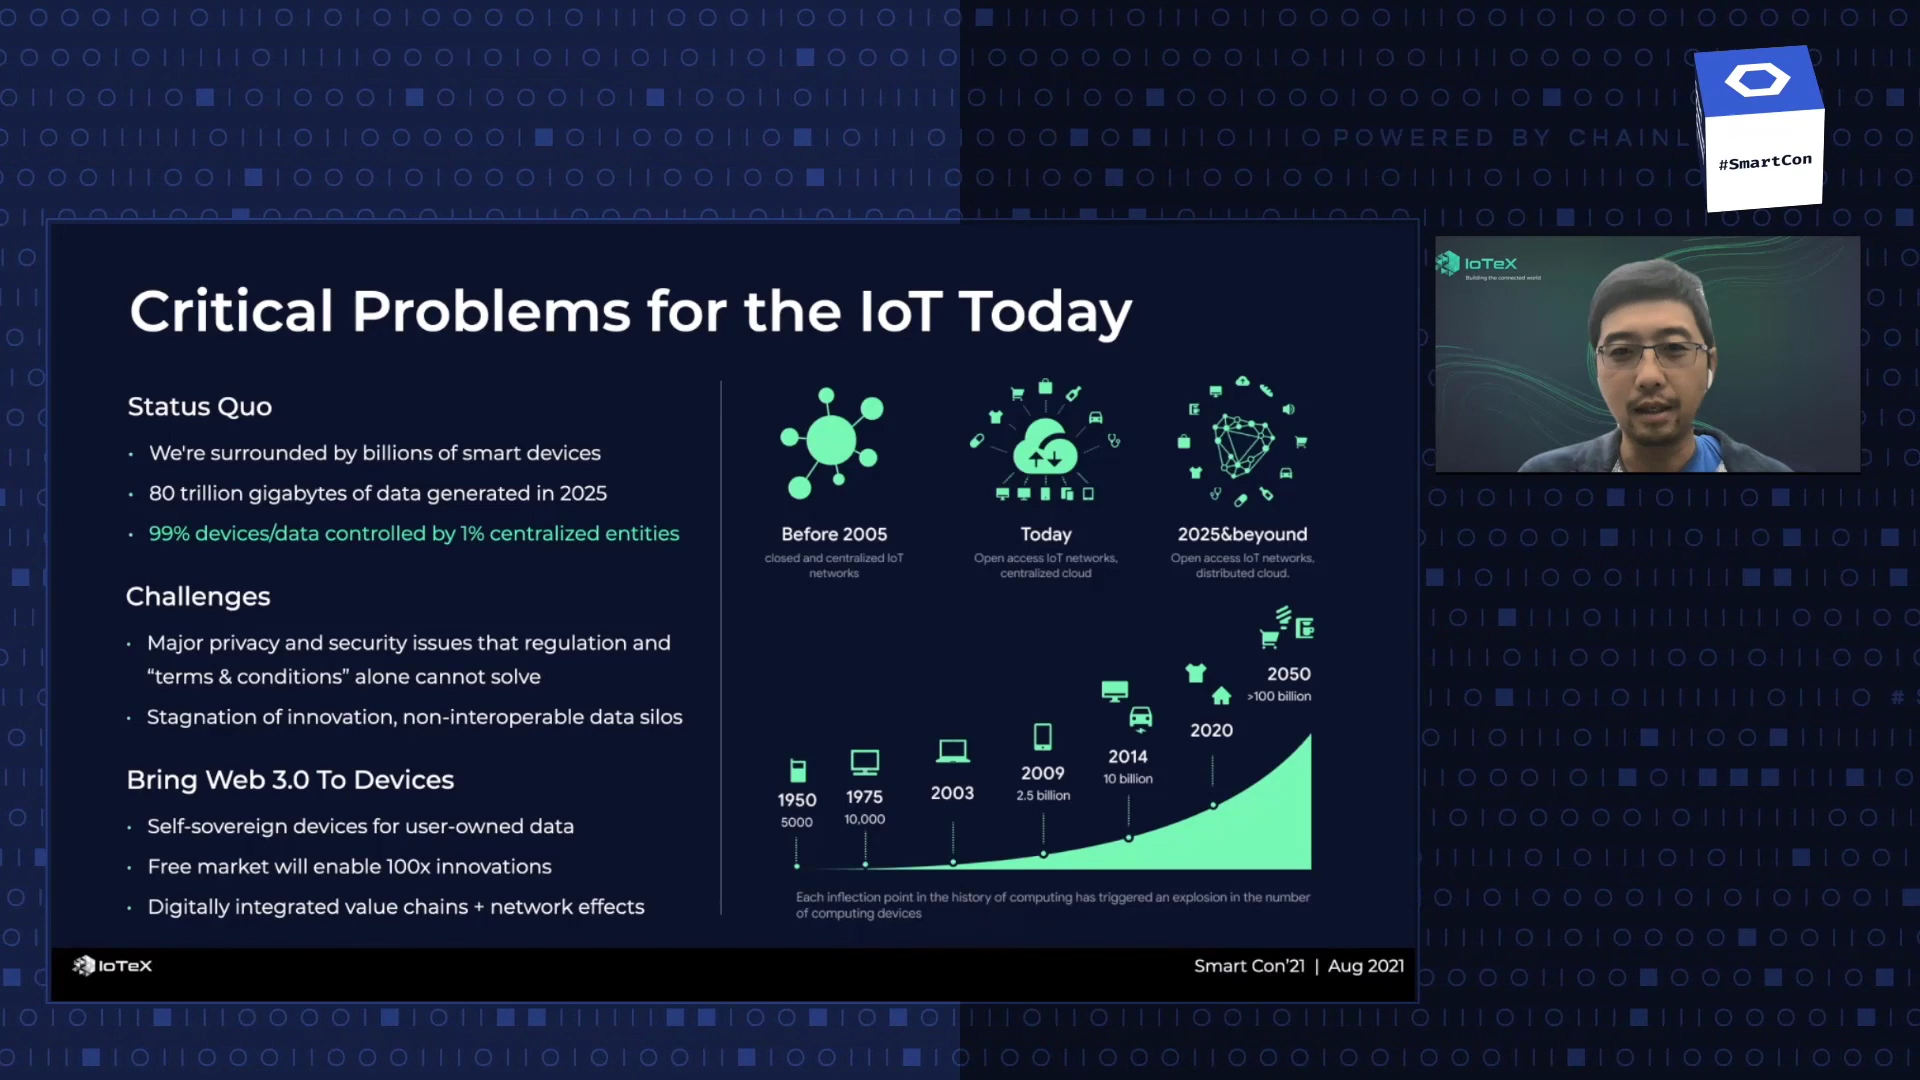 POWERED BY CHAINL
#SmartCon
IoTeX
Building the connected world
Critical Problems for the IoT Today
Status Quo
• We're surrounded by billions of smart devices
• 80 trillion gigabytes of data generated in 2025
• 99% devices/data controlled by 1% centralized entities
Challenges
• Major privacy and security issues that regulation and
“terms & conditions” alone cannot solve
• Stagnation of innovation, non-interoperable data silos
Bring Web 3.0 To Devices
• Self-sovereign devices for user-owned data
• Free market will enable 100x innovations
• Digitally integrated value chains + network effects
Before 2005
closed and centralized IoT
networks
Today
Open access IoT networks,
centralized cloud
2025&beyound
Open access IoT networks,
distributed cloud.
1950
5000
1975
10,000
2003
2009
2.5 billion
2014
10 billion
2020
2050
>100 billion
Each inflection point in the history of computing has triggered an explosion in the number
of computing devices
IoTeX
Smart Con’21 | Aug 2021